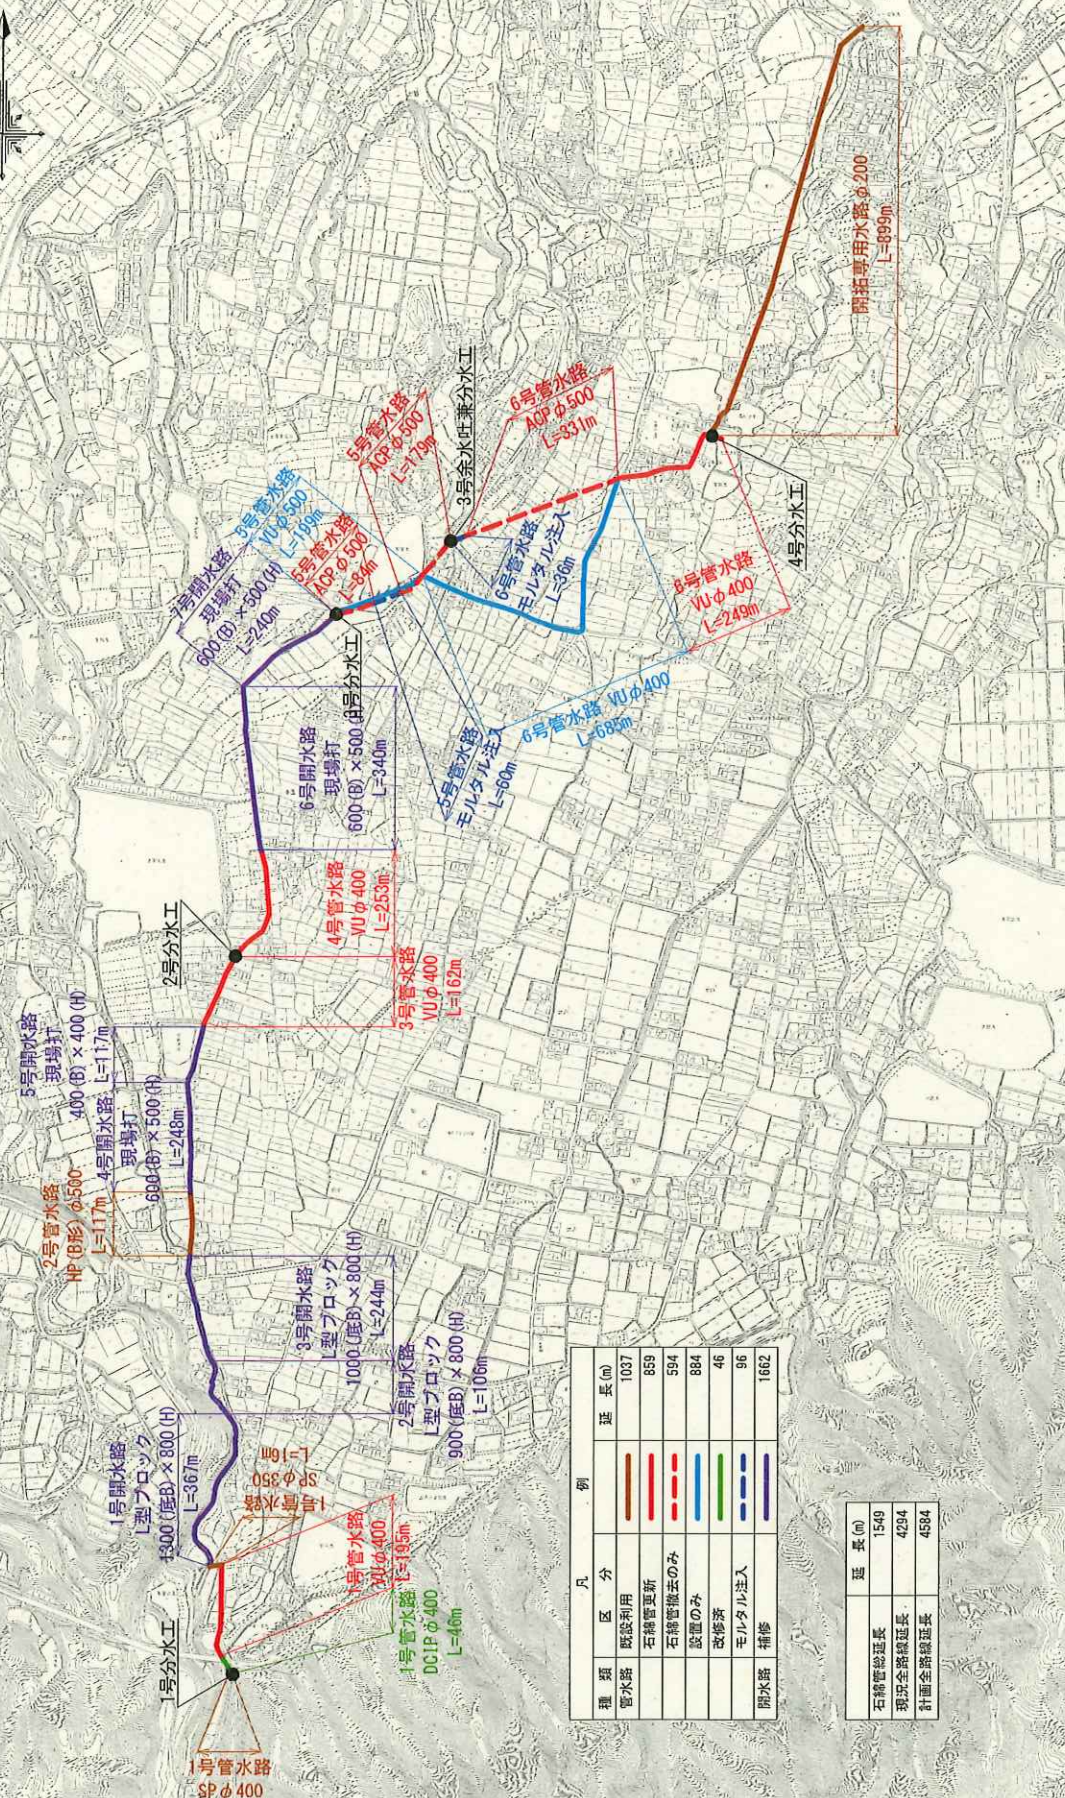 1号管水路
SPφ400
1号分水工
1号管水路
DCIPφ400
L=46m
1号管水路
VUφ400
L=195m
1号管水路
SPφ350
L=16m
1号開水路
L型ブロック
1300(底B)×800(H)
L=367m
2号開水路
L型ブロック
900(底B)×800(H)
L=106m
3号開水路
L型ブロック
1000(底B)×800(H)
L=244m
2号管水路
HP(B形)φ500
L=117m
4号開水路
現場打
600(B)×500(H)
L=248m
5号開水路
現場打
400(B)×400(H)
L=117m
3号管水路
VUφ400
L=162m
2号分水工
4号管水路
VUφ400
L=253m
6号開水路
現場打
600(B)×500(H)
L=340m
7号開水路
現場打
600(B)×500(H)
L=240m
3号分水工
5号管水路
VUφ500
L=199m
5号管水路
ACPφ500
L=84m
5号管水路
モルタル注入
L=60m
5号管水路
ACPφ500
L=179m
3号余水吐兼分水工
6号管水路
モルタル注入
L=36m
6号管水路
ACPφ500
L=331m
6号管水路 VUφ400
L=685m
6号管水路
VUφ400
L=249m
4号分水工
開拓専用水路φ200
L=899m
凡 例
種 類 区 分 延 長(m)
管水路 既設利用 1037
石綿管更新 859
石綿管撤去のみ 594
設置のみ 884
改修済 46
モルタル注入 96
開水路 補修 1662
延 長(m)
石綿管総延長 1549
現況全路線延長 4294
計画全路線延長 4584